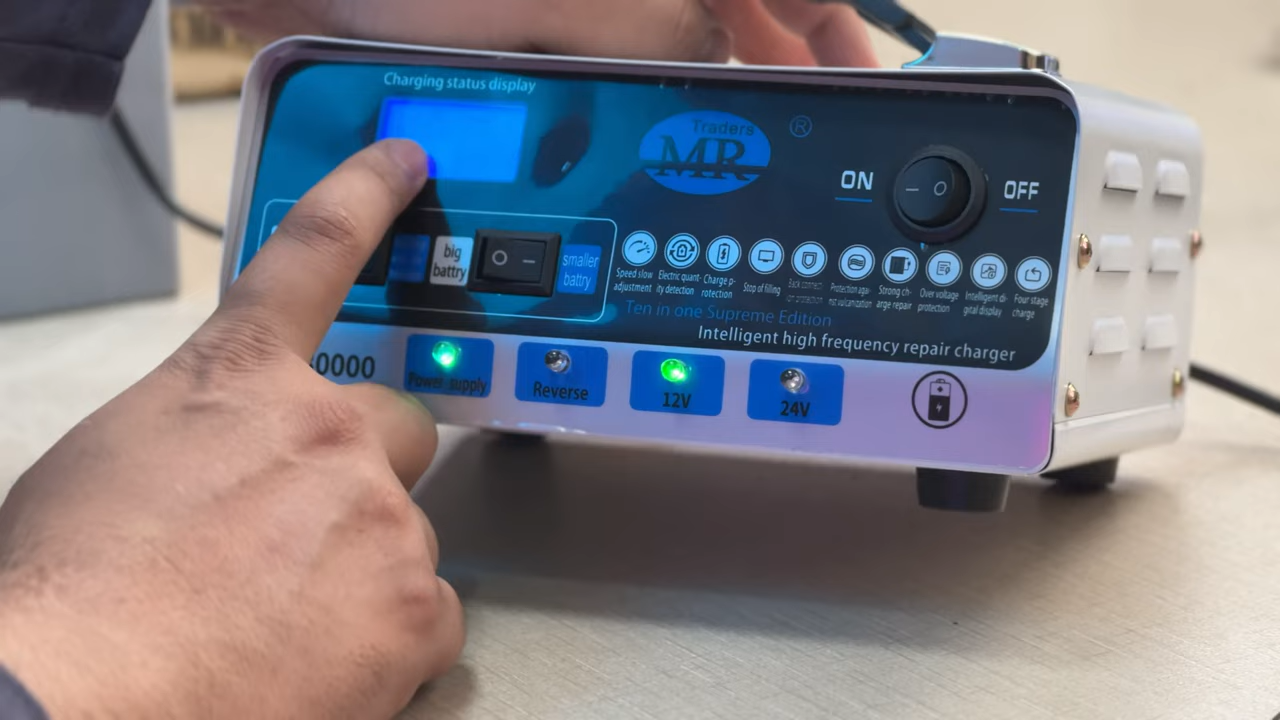 Charging status display
Traders
MR
®
ON
OFF
big
battry
smaller
battry
Speed slow
adjustment
Electric quant-
ity detection
Charge p-
rotection
Stop of filling
Protection agai-
nst vulcanization
Strong ch-
arge repair
Over voltage
protection
Intelligent di-
gital display
Four stage
charge
Ten in one Supreme Edition
Intelligent high frequency repair charger
0000
Power supply
Reverse
12V
24V